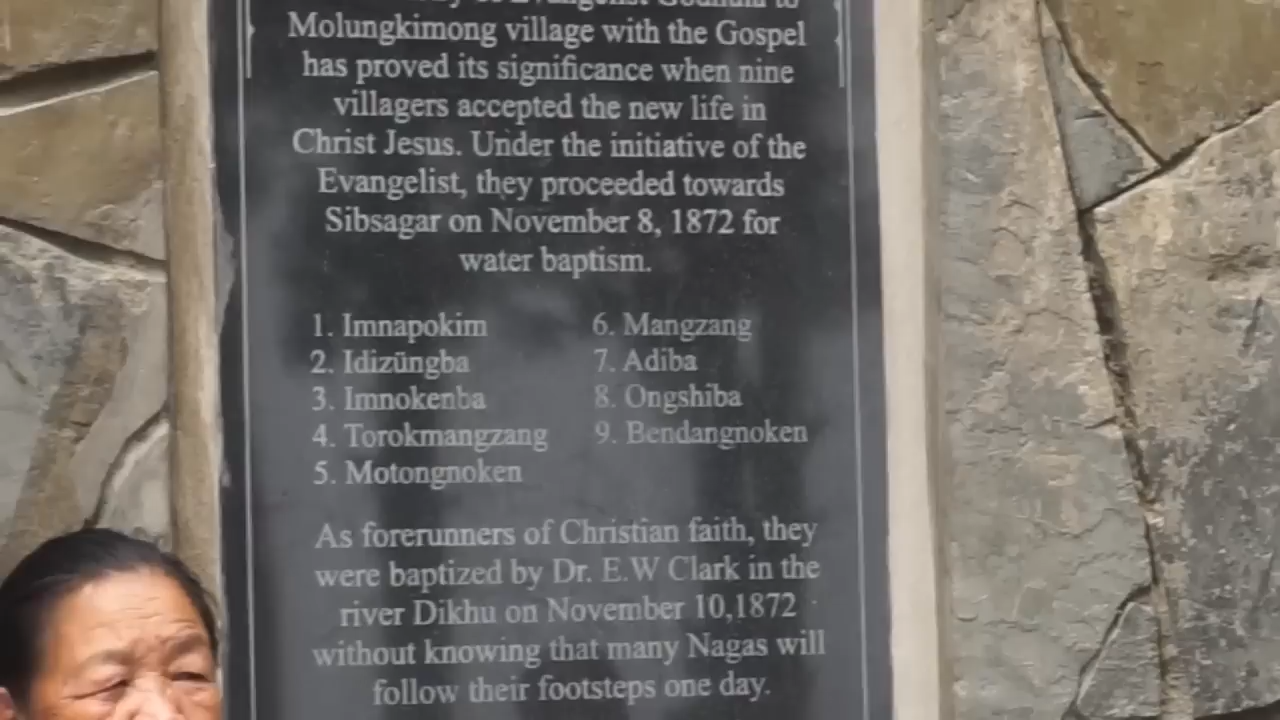 of Evangelist Godhula to
Molungkimong village with the Gospel
has proved its significance when nine
villagers accepted the new life in
Christ Jesus. Under the initiative of the
Evangelist, they proceeded towards
Sibsagar on November 8, 1872 for
water baptism.
1. Imnapokim
2. Idizüngba
3. Imnokenba
4. Torokmangzang
5. Motongnoken
6. Mangzang
7. Adiba
8. Ongshiba
9. Bendangnoken
As forerunners of Christian faith, they
were baptized by Dr. E.W Clark in the
river Dikhu on November 10,1872
without knowing that many Nagas will
follow their footsteps one day.